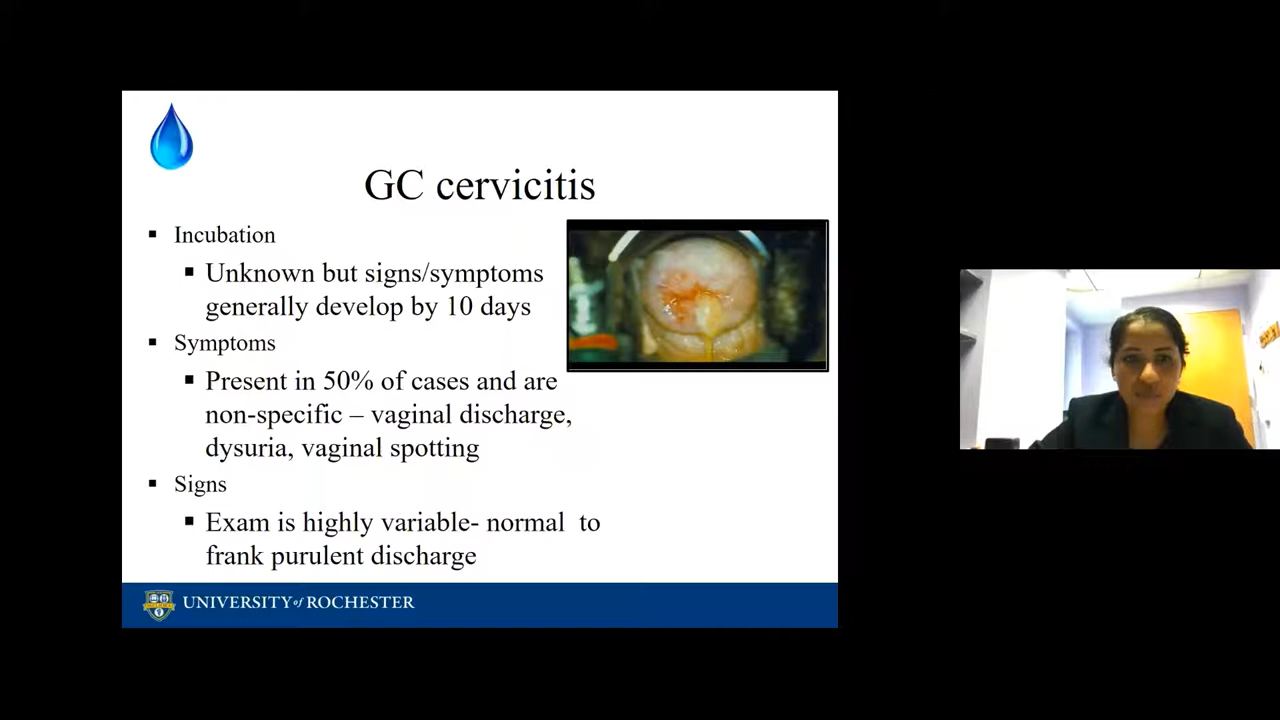 GC cervicitis
▪ Incubation
▪ Unknown but signs/symptoms
generally develop by 10 days
▪ Symptoms
▪ Present in 50% of cases and are
non-specific – vaginal discharge,
dysuria, vaginal spotting
▪ Signs
▪ Exam is highly variable- normal  to
frank purulent discharge
UNIVERSITY of ROCHESTER